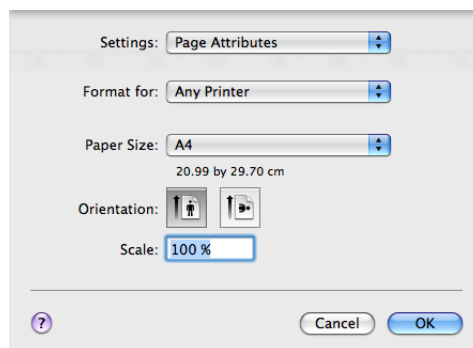 Settings: Page Attributes
Format for: Any Printer
Paper Size: A4
20.99 by 29.70 cm
Orientation:
Scale: 100 %
? Cancel OK